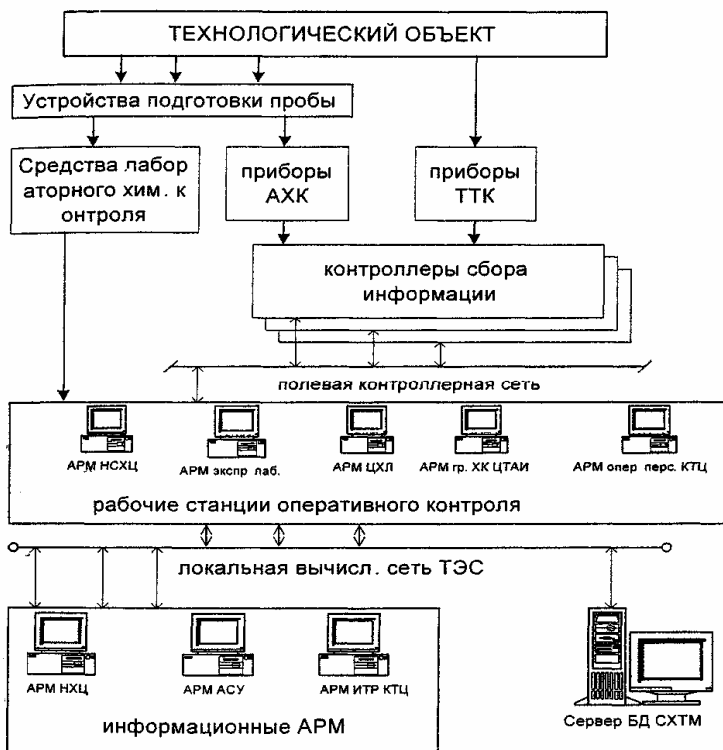 ТЕХНОЛОГИЧЕСКИЙ ОБЪЕКТ
Устройства подготовки пробы
Средства лабор
аторного хим. к
онтроля
приборы
АХК
приборы
ТТК
контроллеры сбора
информации
полевая контроллерная сеть
АРМ НСХЦ
АРМ экспр лаб.
АРМ ЦХЛ
АРМ гр. ХК ЦТАИ
АРМ опер перс. КТЦ
рабочие станции оперативного контроля
локальная вычисл. сеть ТЭС
АРМ НХЦ
АРМ АСУ
АРМ ИТР КТЦ
информационные АРМ
Сервер БД СХТМ